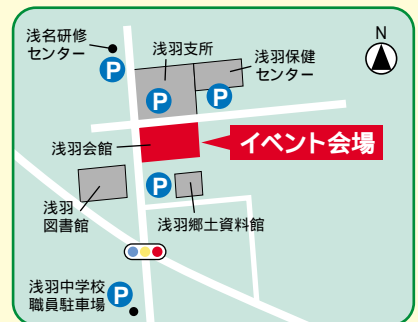 浅名研修
センター
P
浅羽支所
浅羽保健
センター
N
P
P
浅羽会館
イベント会場
P
浅羽
図書館
浅羽郷土資料館
浅羽中学校
職員駐車場
P